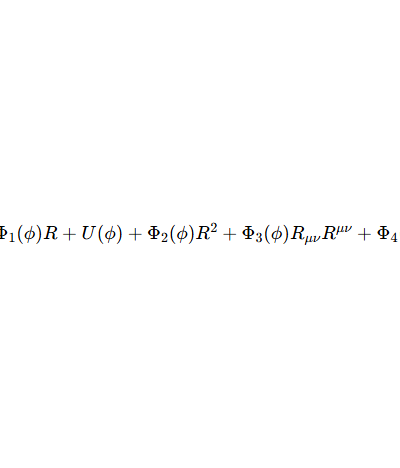 Φ₁(ϕ)R + U(ϕ) + Φ₂(ϕ)R² + Φ₃(ϕ)R_{μν}R^{μν} + Φ₄